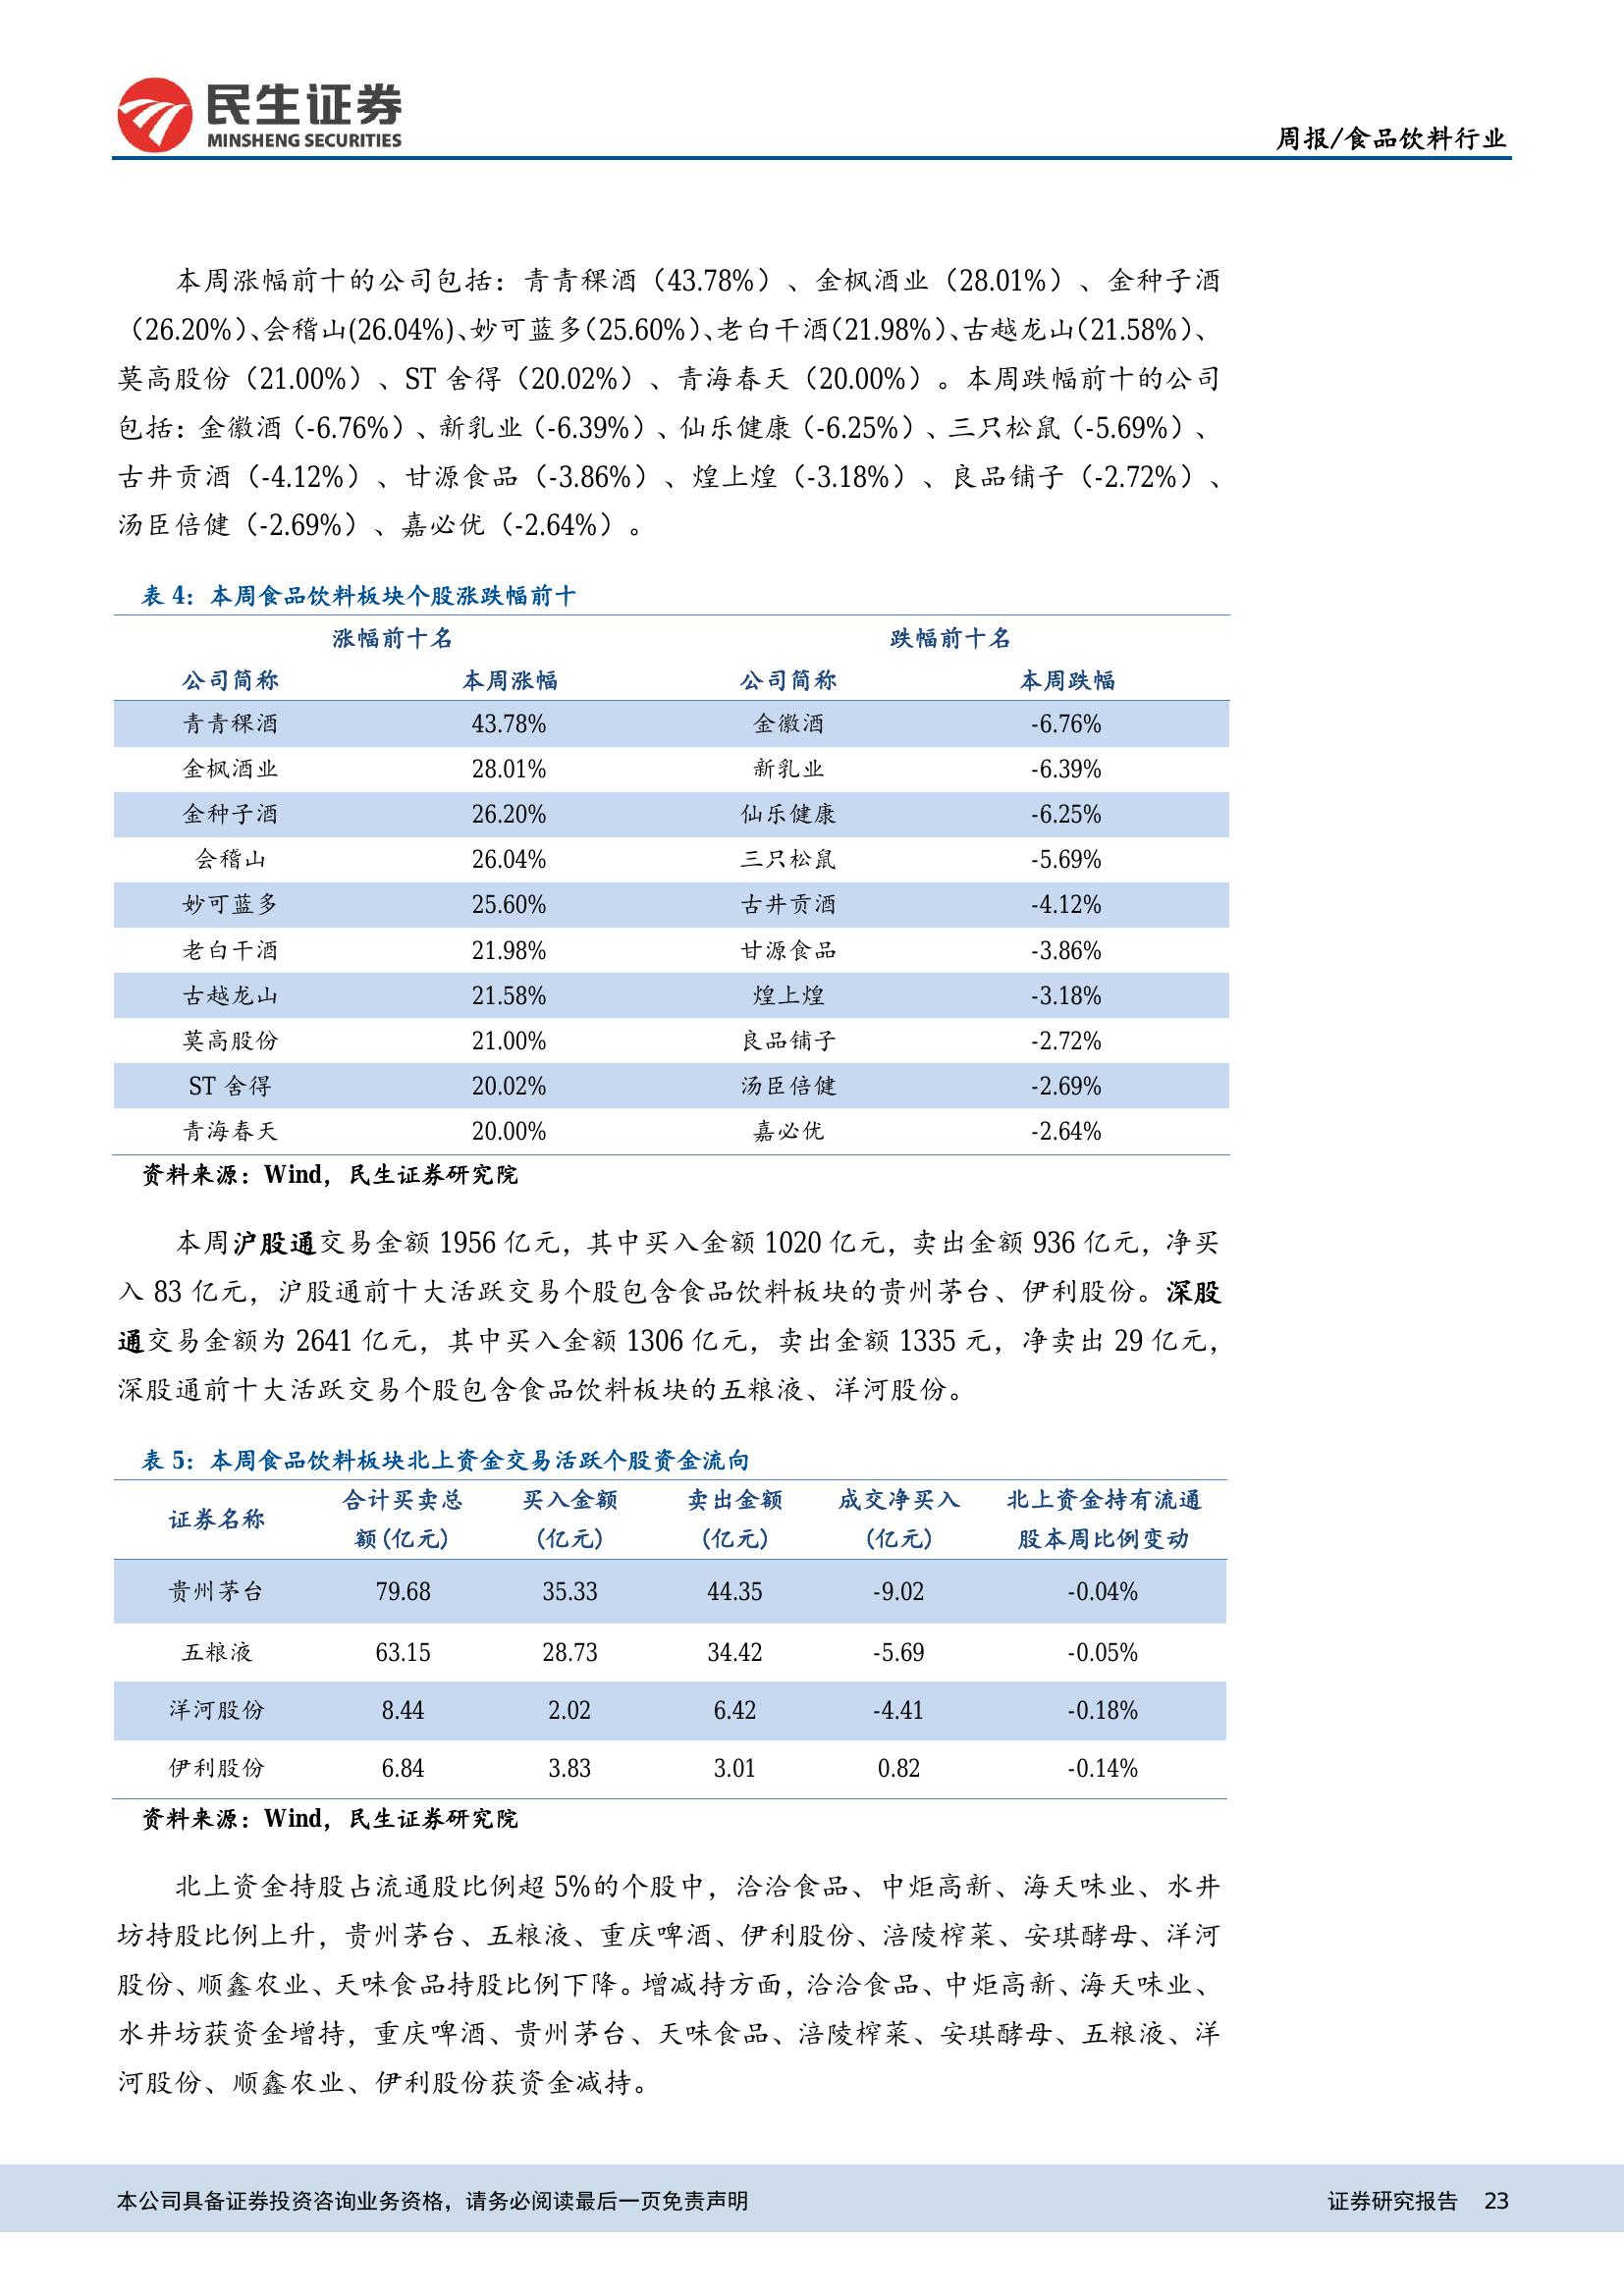 民生证券
MINSHENG SECURITIES
周报/食品饮料行业
本周涨幅前十的公司包括：青青稞酒（43.78%）、金枫酒业（28.01%）、金种子酒
（26.20%）、会稽山(26.04%)、妙可蓝多（25.60%）、老白干酒（21.98%）、古越龙山（21.58%）、
莫高股份（21.00%）、ST 舍得（20.02%）、青海春天（20.00%）。本周跌幅前十的公司
包括：金徽酒（-6.76%）、新乳业（-6.39%）、仙乐健康（-6.25%）、三只松鼠（-5.69%）、
古井贡酒（-4.12%）、甘源食品（-3.86%）、煌上煌（-3.18%）、良品铺子（-2.72%）、
汤臣倍健（-2.69%）、嘉必优（-2.64%）。
表 4：本周食品饮料板块个股涨跌幅前十
涨幅前十名 跌幅前十名
公司简称 本周涨幅 公司简称 本周跌幅
青青稞酒 43.78% 金徽酒 -6.76%
金枫酒业 28.01% 新乳业 -6.39%
金种子酒 26.20% 仙乐健康 -6.25%
会稽山 26.04% 三只松鼠 -5.69%
妙可蓝多 25.60% 古井贡酒 -4.12%
老白干酒 21.98% 甘源食品 -3.86%
古越龙山 21.58% 煌上煌 -3.18%
莫高股份 21.00% 良品铺子 -2.72%
ST 舍得 20.02% 汤臣倍健 -2.69%
青海春天 20.00% 嘉必优 -2.64%
资料来源：Wind，民生证券研究院
本周沪股通交易金额 1956 亿元，其中买入金额 1020 亿元，卖出金额 936 亿元，净买
入 83 亿元，沪股通前十大活跃交易个股包含食品饮料板块的贵州茅台、伊利股份。深股
通交易金额为 2641 亿元，其中买入金额 1306 亿元，卖出金额 1335 元，净卖出 29 亿元，
深股通前十大活跃交易个股包含食品饮料板块的五粮液、洋河股份。
表 5：本周食品饮料板块北上资金交易活跃个股资金流向
证券名称 合计买卖总 买入金额 卖出金额 成交净买入 北上资金持有流通
额(亿元) (亿元) (亿元) (亿元) 股本周比例变动
贵州茅台 79.68 35.33 44.35 -9.02 -0.04%
五粮液 63.15 28.73 34.42 -5.69 -0.05%
洋河股份 8.44 2.02 6.42 -4.41 -0.18%
伊利股份 6.84 3.83 3.01 0.82 -0.14%
资料来源：Wind，民生证券研究院
北上资金持股占流通股比例超 5%的个股中，洽洽食品、中炬高新、海天味业、水井
坊持股比例上升，贵州茅台、五粮液、重庆啤酒、伊利股份、涪陵榨菜、安琪酵母、洋河
股份、顺鑫农业、天味食品持股比例下降。增减持方面，洽洽食品、中炬高新、海天味业、
水井坊获资金增持，重庆啤酒、贵州茅台、天味食品、涪陵榨菜、安琪酵母、五粮液、洋
河股份、顺鑫农业、伊利股份获资金减持。
本公司具备证券投资咨询业务资格，请务必阅读最后一页免责声明
证券研究报告 23